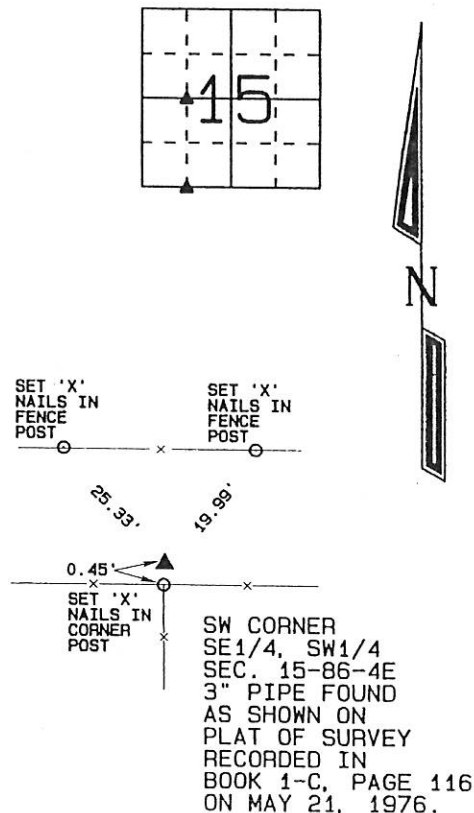 15
N
SET 'X'
NAILS IN
FENCE
POST
SET 'X'
NAILS IN
FENCE
POST
25.33'
19.99'
0.45'
SET 'X'
NAILS IN
CORNER
POST
SW CORNER
SE1/4, SW1/4
SEC. 15-86-4E
3" PIPE FOUND
AS SHOWN ON
PLAT OF SURVEY
RECORDED IN
BOOK 1-C, PAGE 116
ON MAY 21, 1976.